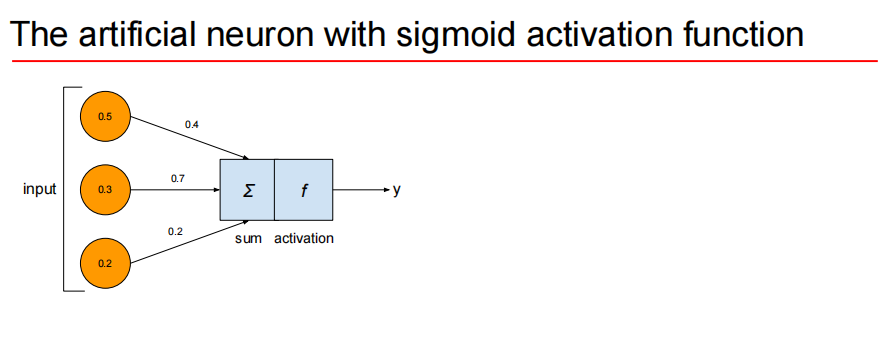 The artificial neuron with sigmoid activation function
0.5
0.4
input
0.3
0.7
Σ
f
y
0.2
sum activation
0.2